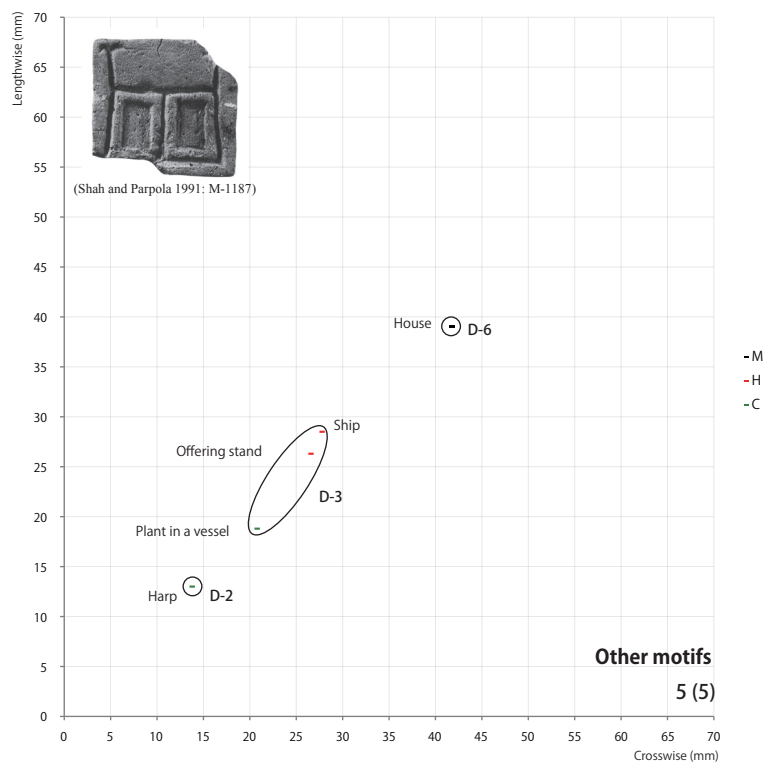 Lengthwise (mm)
70
65
60
55
(Shah and Parpola 1991: M-1187)
50
45
40
House
D-6
M
35
H
C
30
Ship
Offering stand
25
D-3
20
Plant in a vessel
15
Harp
D-2
10
Other motifs
5
5 (5)
0
0 5 10 15 20 25 30 35 40 45 50 55 60 65 70
Crosswise (mm)